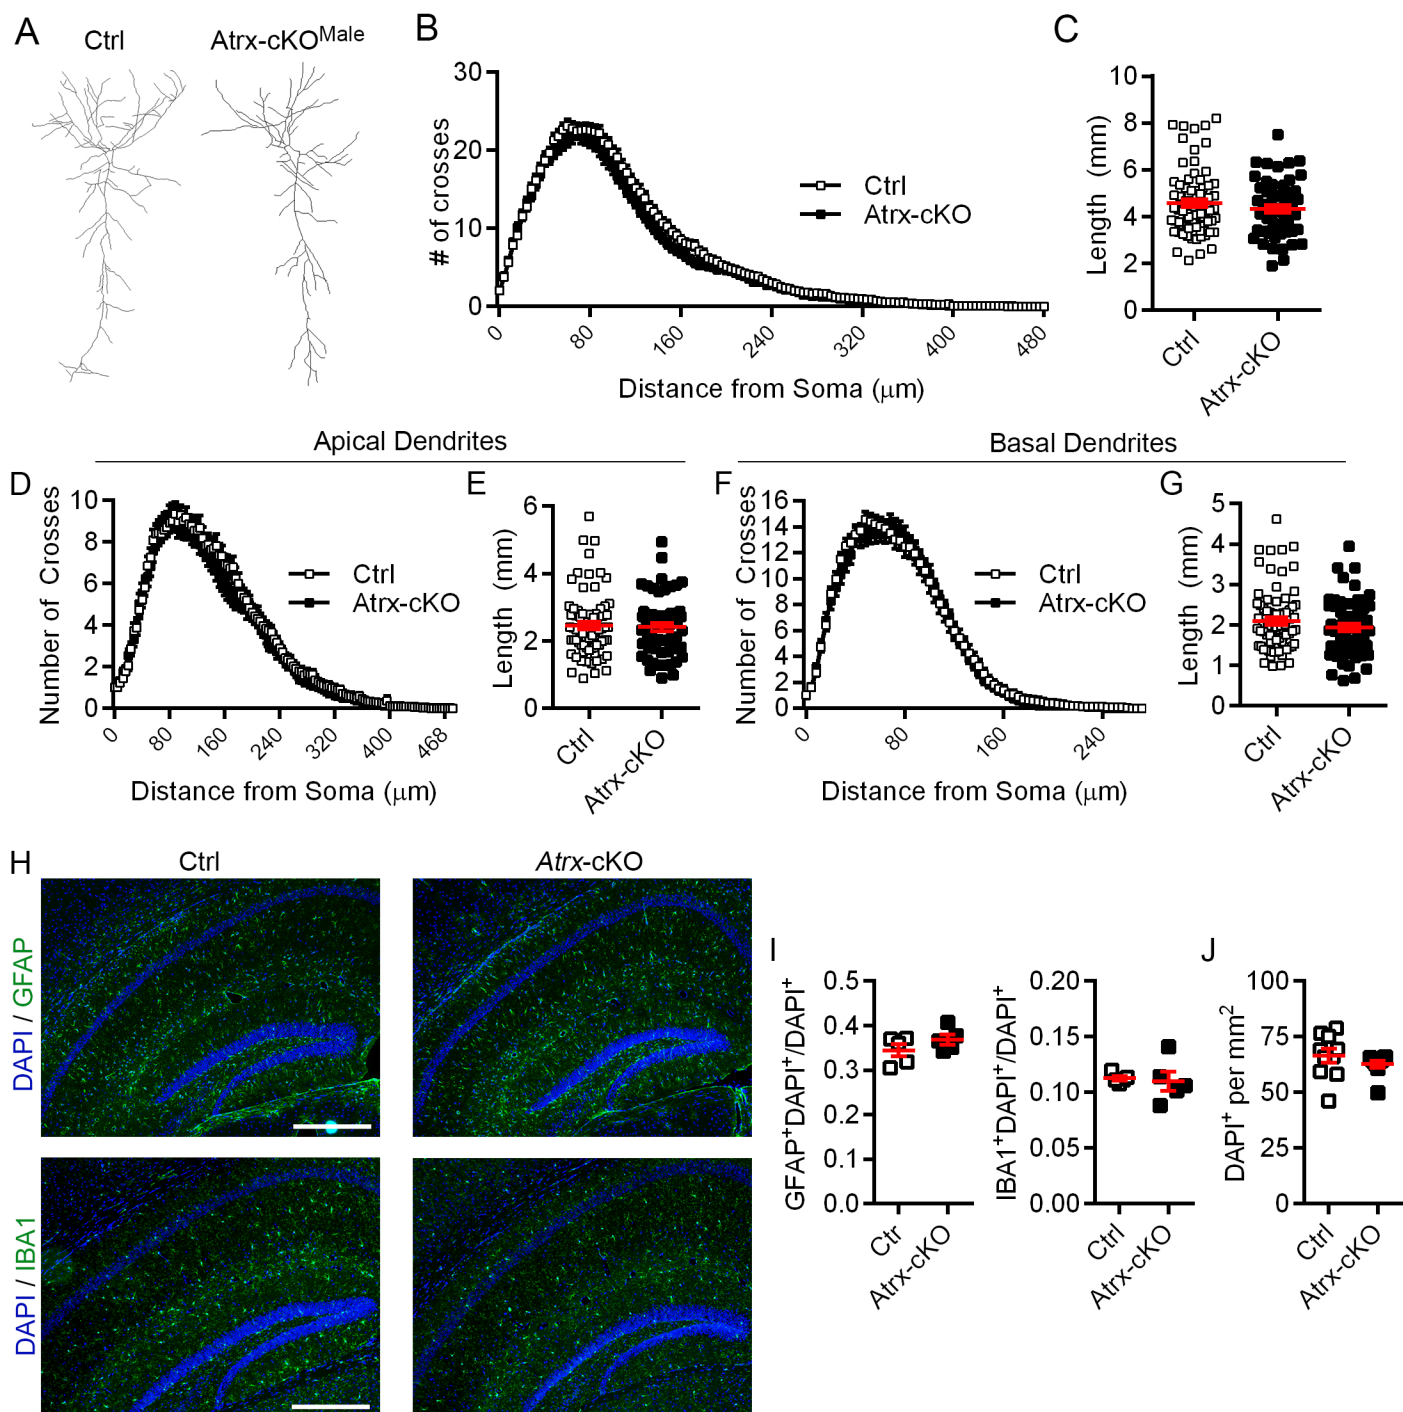 A
Ctrl
Atrx-cKO^Male
B
# of crosses
30
20
10
0
Ctrl
Atrx-cKO
0
80
160
240
320
400
480
Distance from Soma (μm)
C
Length (mm)
10
8
6
4
2
0
Ctrl
Atrx-cKO
Apical Dendrites
Basal Dendrites
D
Number of Crosses
10
8
6
4
2
0
Ctrl
Atrx-cKO
0
80
160
240
320
400
468
Distance from Soma (μm)
E
Length (mm)
6
4
2
0
Ctrl
Atrx-cKO
F
Number of Crosses
16
14
12
10
8
6
4
2
0
Ctrl
Atrx-cKO
0
80
160
240
Distance from Soma (μm)
G
Length (mm)
5
4
3
2
1
0
Ctrl
Atrx-cKO
H
Ctrl
Atrx-cKO
DAPI / GFAP
DAPI / IBA1
I
GFAP⁺DAPI⁺/DAPI⁺
0.5
0.4
0.3
0.2
0.1
0.0
Ctr
Atrx-cKO
IBA1⁺DAPI⁺/DAPI⁺
0.20
0.15
0.10
0.05
0.00
Ctrl
Atrx-cKO
J
DAPI⁺ per mm²
100
75
50
25
0
Ctrl
Atrx-cKO